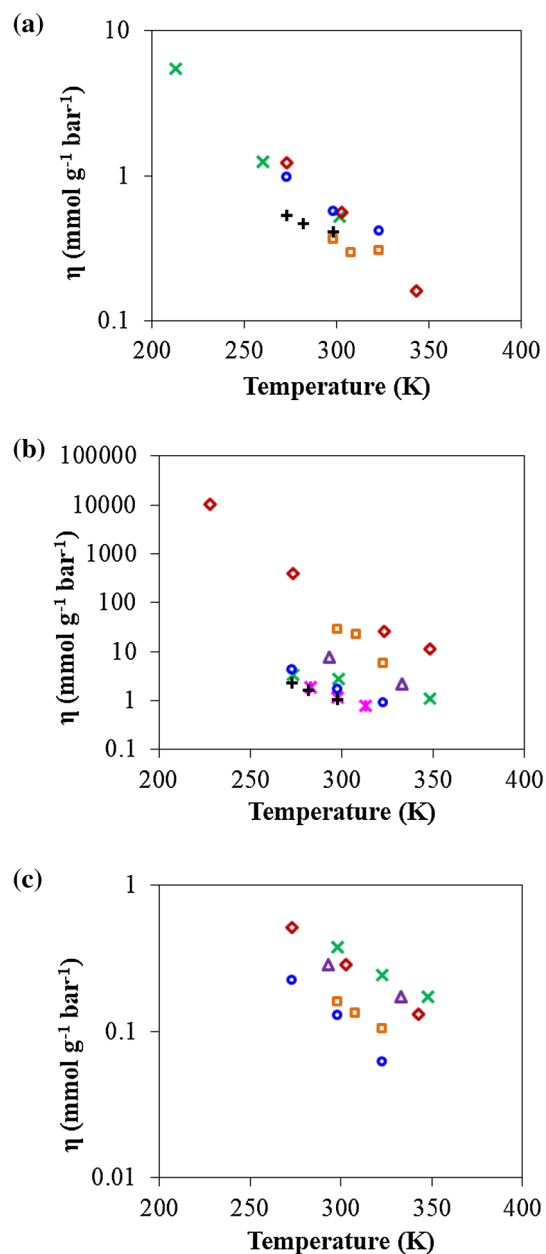 (a)
10
1
0.1
η (mmol g-1 bar-1)
200 250 300 350 400
Temperature (K)
(b)
100000
10000
1000
100
10
1
0.1
η (mmol g-1 bar-1)
200 250 300 350 400
Temperature (K)
(c)
1
0.1
0.01
η (mmol g-1 bar-1)
200 250 300 350 400
Temperature (K)